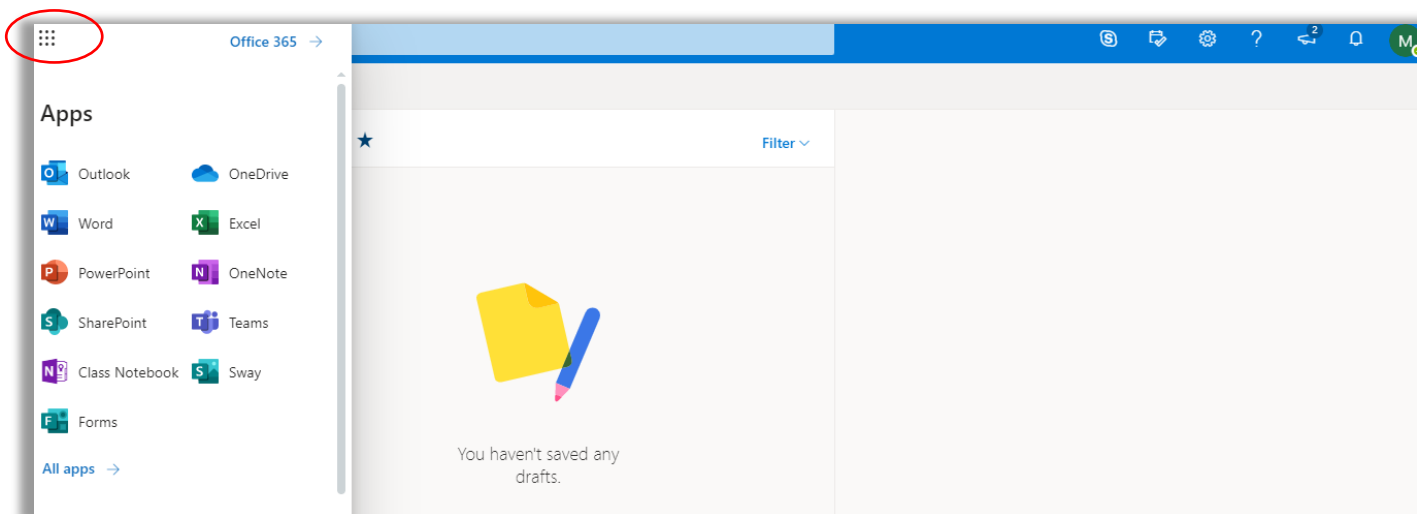 Office 365 →
2
M
Apps
Filter
Outlook OneDrive
Word Excel
PowerPoint OneNote
SharePoint Teams
Class Notebook Sway
Forms
All apps →
You haven't saved any
drafts.